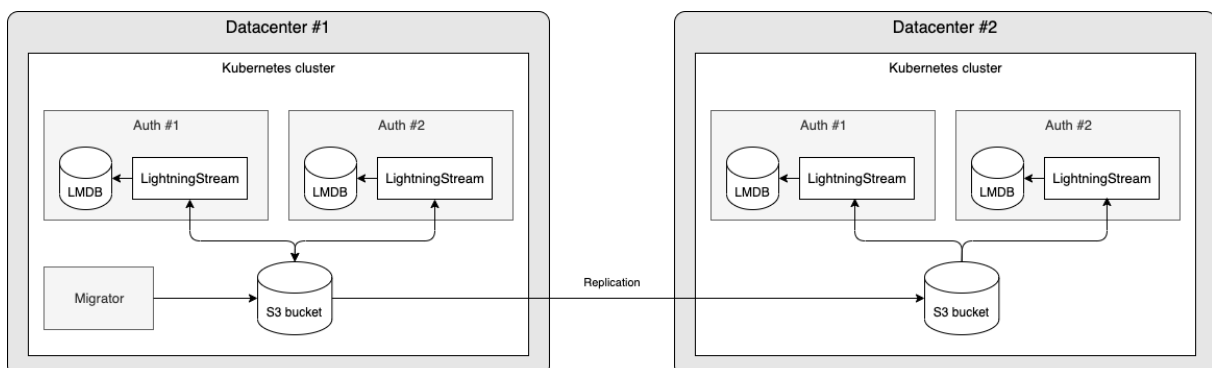 Datacenter #1
Kubernetes cluster
Auth #1
LMDB
LightningStream
Auth #2
LMDB
LightningStream
Migrator
S3 bucket
Replication
Datacenter #2
Kubernetes cluster
Auth #1
LMDB
LightningStream
Auth #2
LMDB
LightningStream
S3 bucket